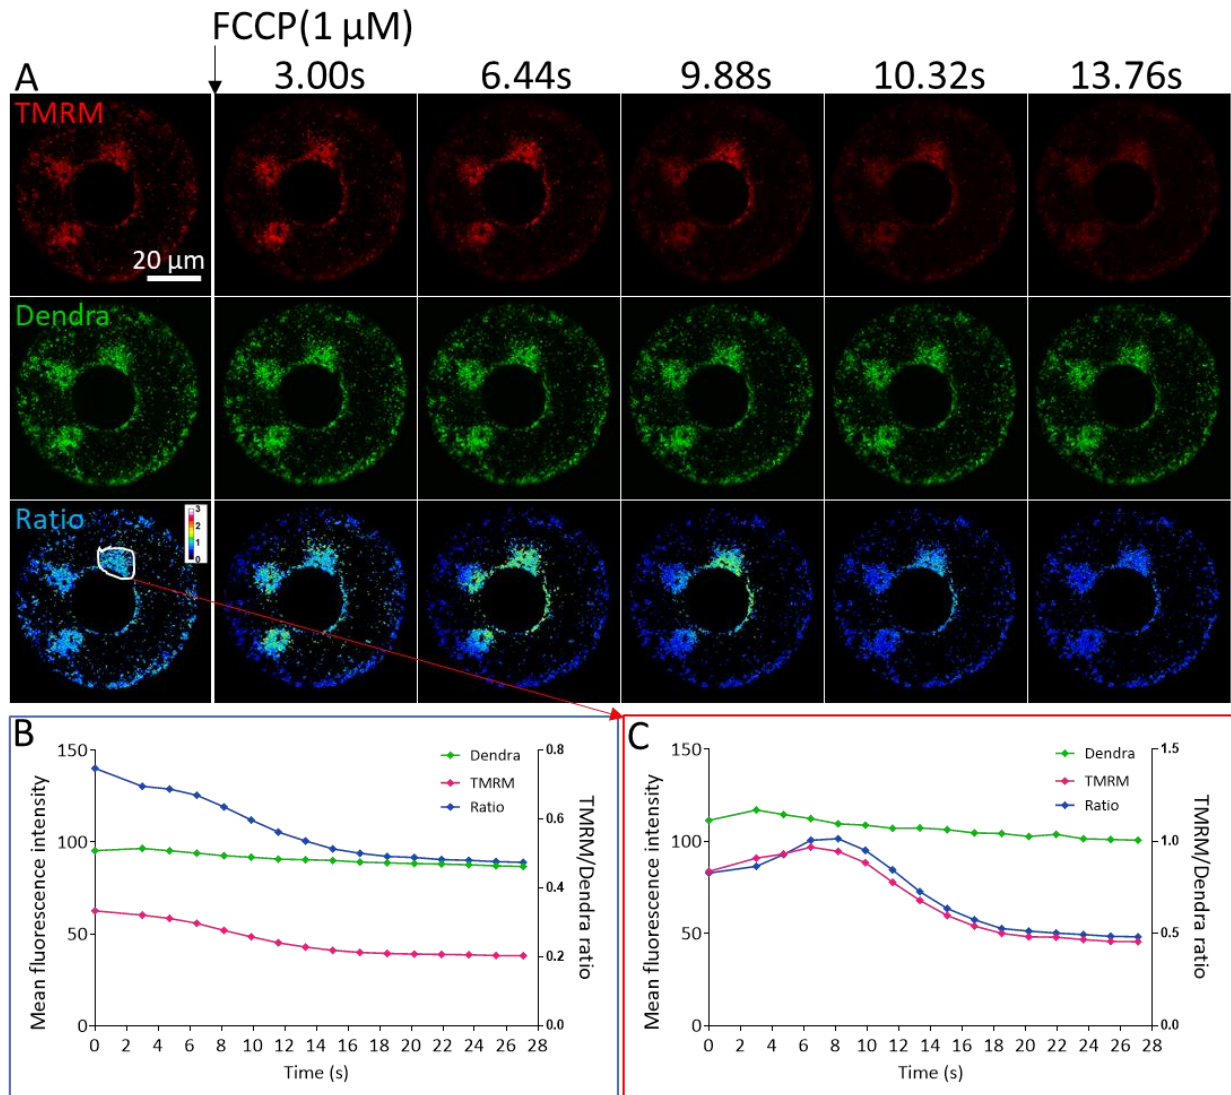 FCCP(1 µM)
A
3.00s 6.44s 9.88s 10.32s 13.76s
TMRM
20 µm
Dendra
Ratio
3
2
1
0
B
150
100
50
0
Mean fluorescence intensity
Dendra
TMRM
Ratio
0.8
0.6
0.4
0.2
0.0
TMRM/Dendra ratio
0 2 4 6 8 10 12 14 16 18 20 22 24 26 28
Time (s)
C
150
100
50
0
Mean fluorescence intensity
Dendra
TMRM
Ratio
1.5
1.0
0.5
0.0
TMRM/Dendra ratio
0 2 4 6 8 10 12 14 16 18 20 22 24 26 28
Time (s)